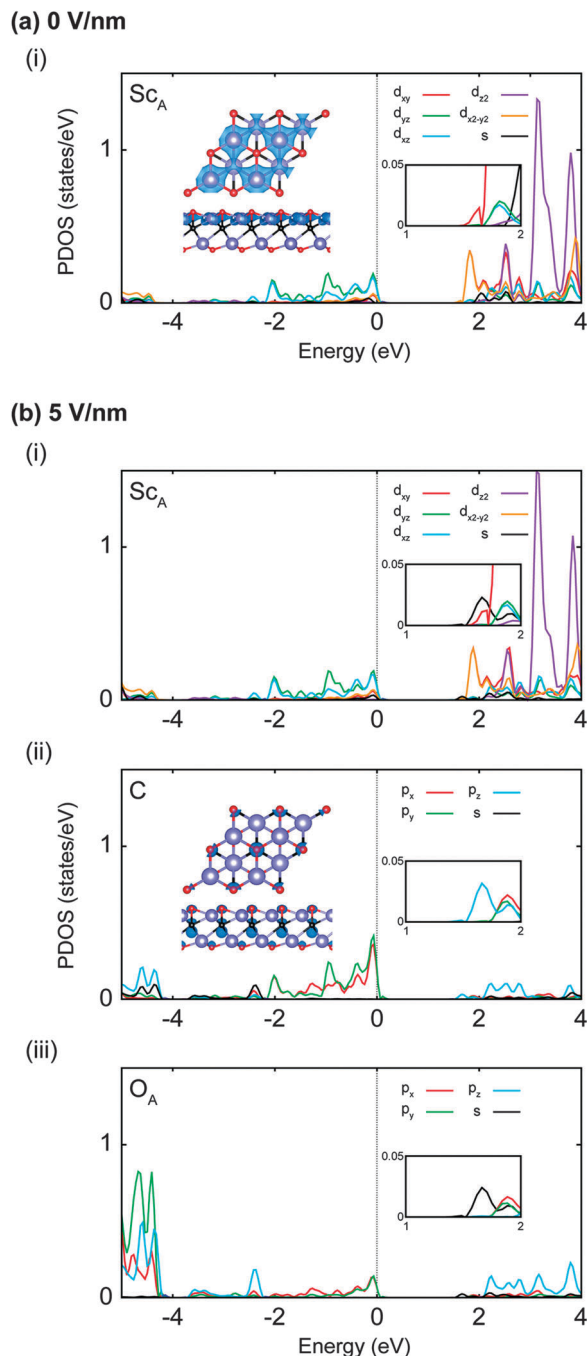 (a) 0 V/nm
(i)
Sc_A
d_xy d_z2
d_yz d_x2-y2
d_xz s
0.05
0
1 2
1
0
PDOS (states/eV)
-4 -2 0 2 4
Energy (eV)
(b) 5 V/nm
(i)
Sc_A
d_xy d_z2
d_yz d_x2-y2
d_xz s
0.05
0
1 2
1
0
-4 -2 0 2 4
(ii)
C
p_x p_z
p_y s
0.05
0
1 2
1
0
PDOS (states/eV)
-4 -2 0 2 4
(iii)
O_A
p_x p_z
p_y s
0.05
0
1 2
1
0
-4 -2 0 2 4
Energy (eV)